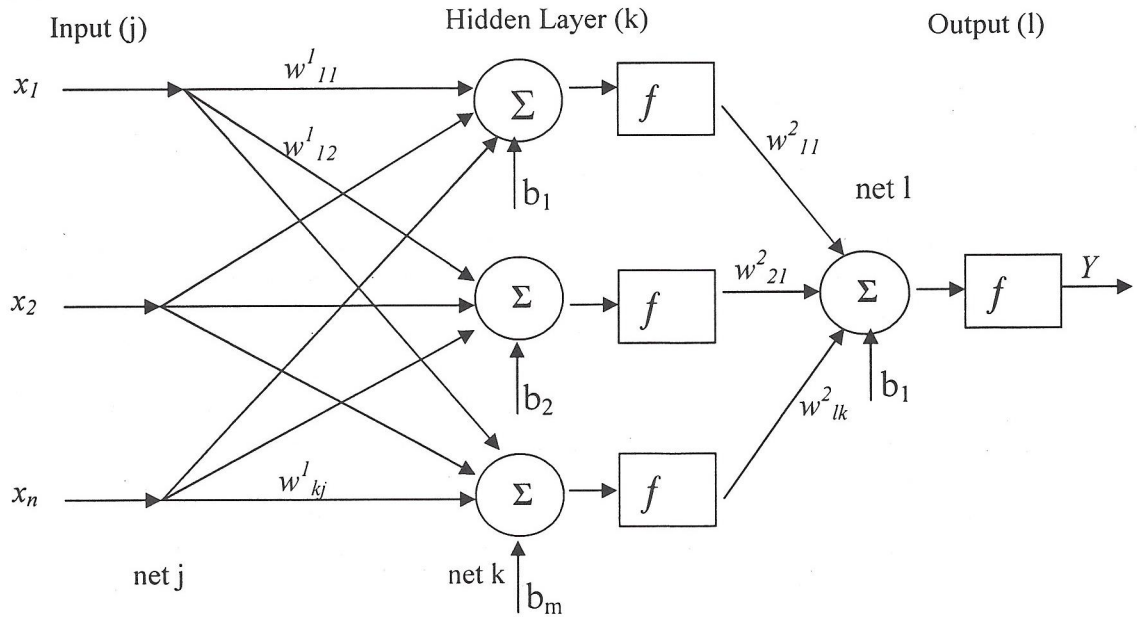 Input (j) Hidden Layer (k) Output (l)
x1 w¹11 Σ f
w¹12 w²11
b1 net l
x2 Σ f w²21 Σ f Y
b2 w²lk b1
xn w¹kj Σ f
net j net k
bm